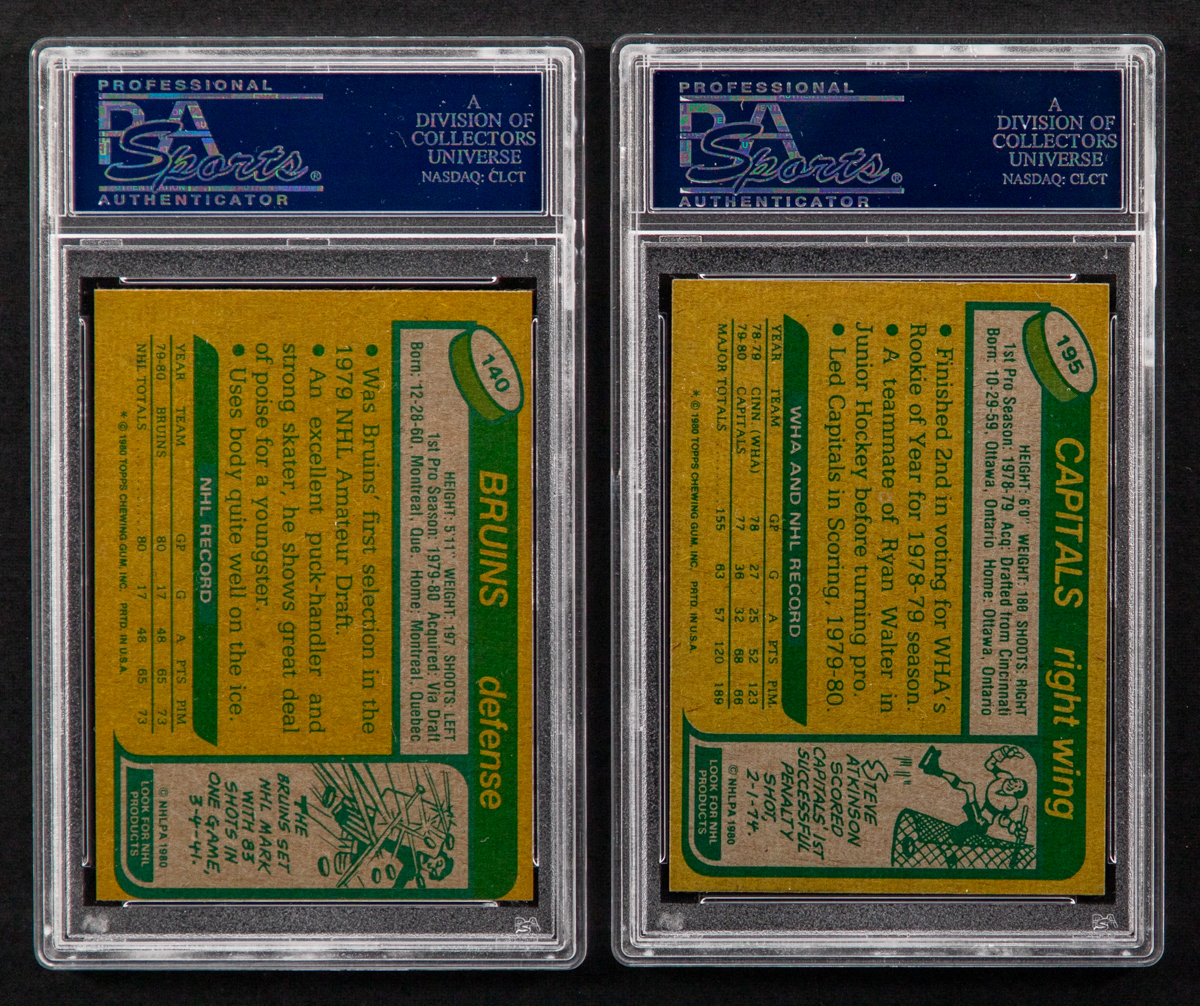 PROFESSIONAL
PSA
Sports®
AUTHENTICATOR
A
DIVISION OF
COLLECTORS
UNIVERSE
NASDAQ: CLCT
140
BRUINS defense
HEIGHT: 5'11" WEIGHT: 197 SHOOTS: LEFT
1st Pro Season: 1979-80 Acquired: Via Draft
Born: 12-28-60, Montreal, Que. Home: Montreal, Quebec
• Was Bruins' first selection in the
1979 NHL Amateur Draft.
• An excellent puck-handler and
strong skater, he shows great deal
of poise for a youngster.
• Uses body quite well on the ice.
NHL RECORD
YEAR TEAM GP G A PTS PIM
79-80 BRUINS 80 17 48 65 73
NHL TOTALS 80 17 48 65 73
* © 1980 TOPPS CHEWING GUM, INC. PRTD. IN U.S.A.
THE
BRUINS SET
NHL MARK
WITH 83
SHOTS IN
ONE GAME,
3-4-41.
© NHLPA 1980
LOOK FOR NHL
PRODUCTS
PROFESSIONAL
PSA
Sports®
AUTHENTICATOR
A
DIVISION OF
COLLECTORS
UNIVERSE
NASDAQ: CLCT
195
CAPITALS right wing
HEIGHT: 6'0" WEIGHT: 188 SHOOTS: RIGHT
1st Pro Season: 1978-79 Acq: Drafted from Cincinnati
Born: 10-29-59, Ottawa, Ontario Home: Ottawa, Ontario
• Finished 2nd in voting for WHA's
Rookie of Year for 1978-79 season.
• A teammate of Ryan Walter in
Junior Hockey before turning pro.
• Led Capitals in Scoring, 1979-80.
WHA AND NHL RECORD
YEAR TEAM GP G A PTS PIM.
78-79 CINN. (WHA) 78 27 25 52 123
79-80 CAPITALS 77 36 32 68 66
MAJOR TOTALS 155 63 57 120 189
* © 1980 TOPPS CHEWING GUM, INC. PRTD. IN U.S.A.
STEVE
ATKINSON
SCORED
CAPITALS' 1ST
SUCCESSFUL
PENALTY
SHOT,
2-1-74.
© NHLPA 1980
LOOK FOR NHL
PRODUCTS